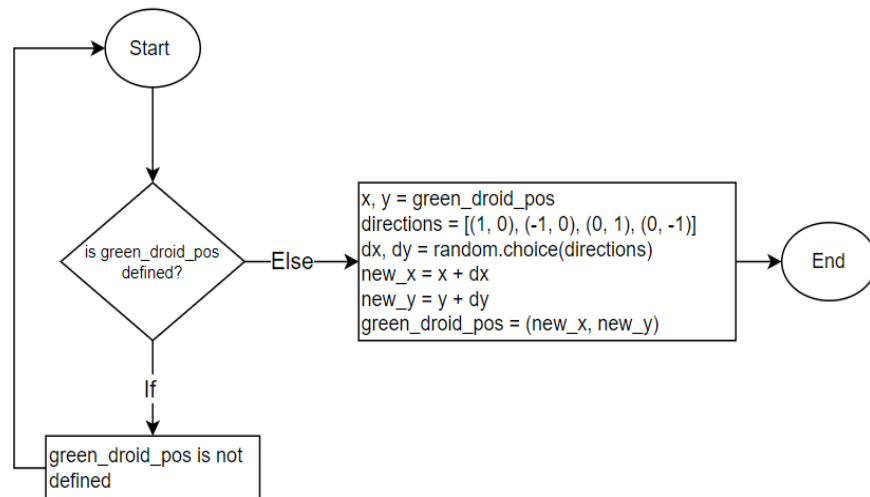 Start
is green_droid_pos
defined?
Else
x, y = green_droid_pos
directions = [(1, 0), (-1, 0), (0, 1), (0, -1)]
dx, dy = random.choice(directions)
new_x = x + dx
new_y = y + dy
green_droid_pos = (new_x, new_y)
End
If
green_droid_pos is not
defined